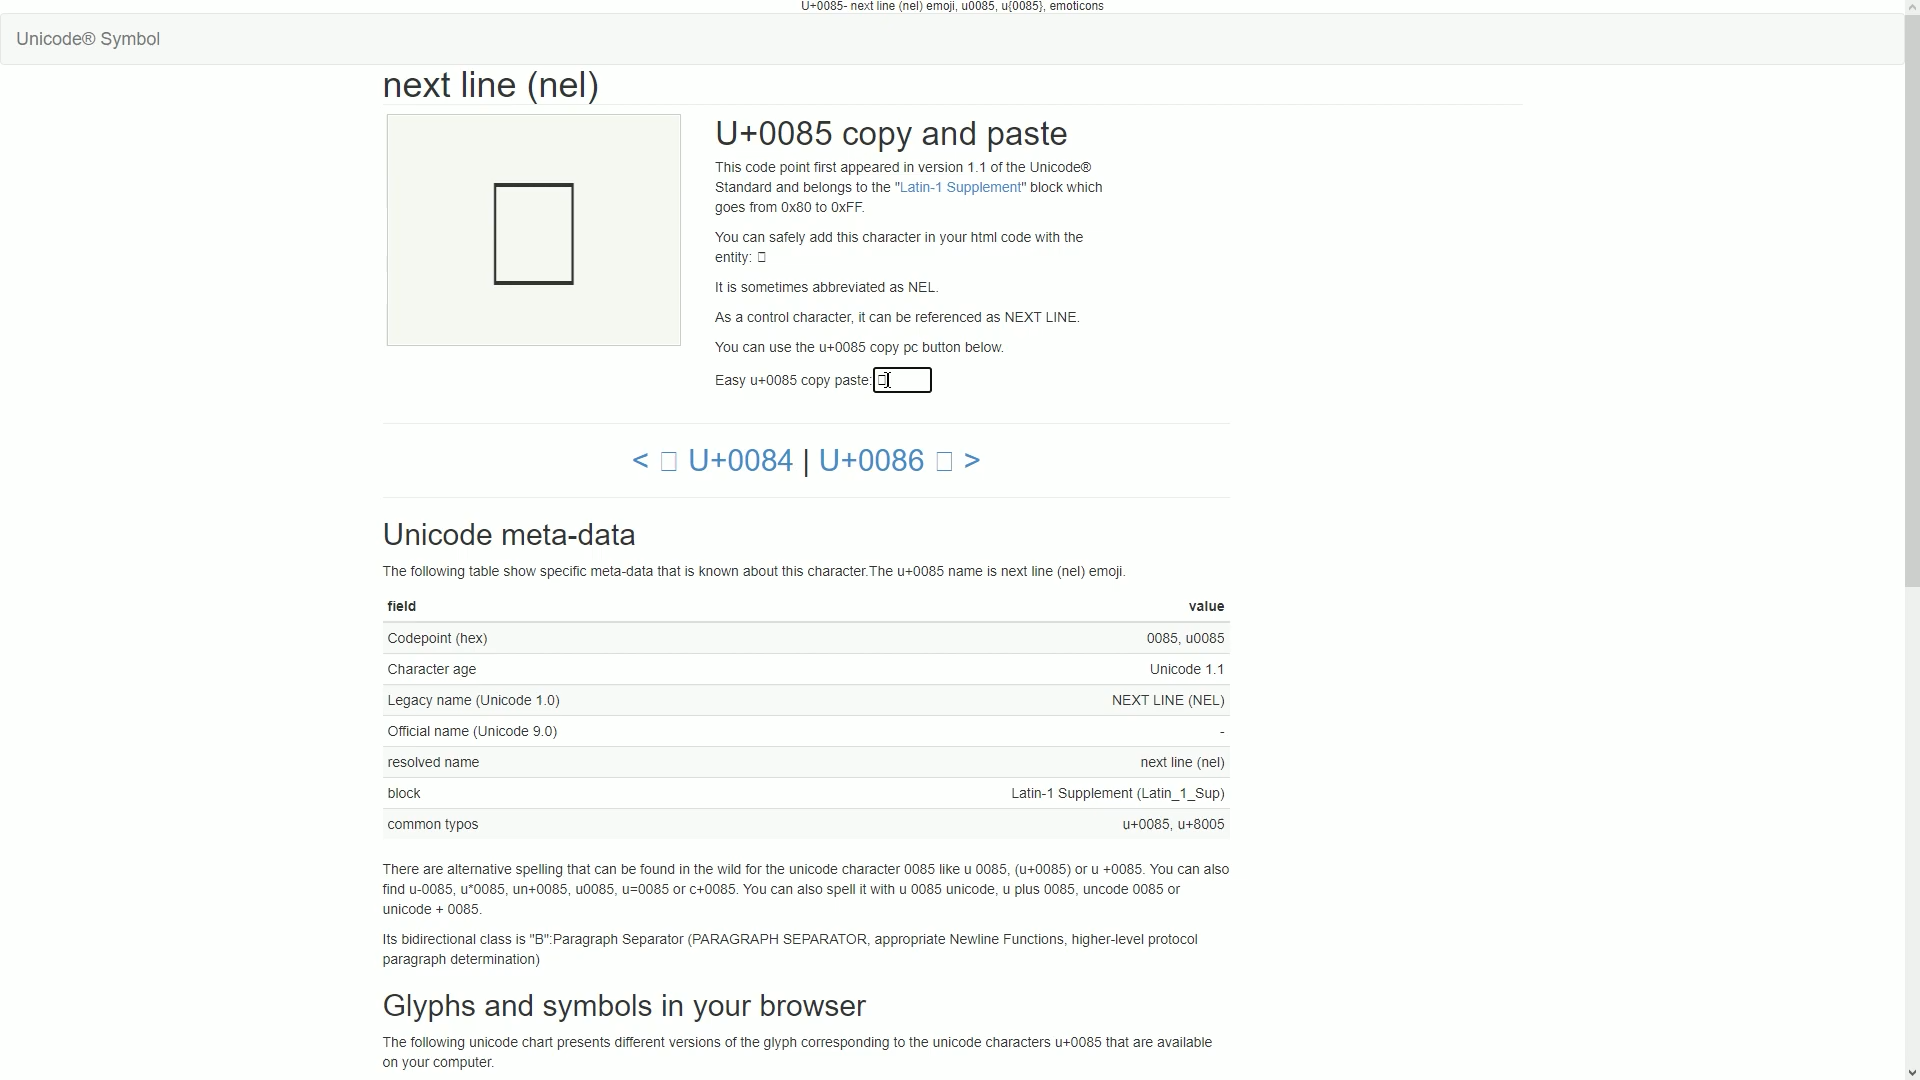 U+0085- next line (nel) emoji, u0085, u{0085}, emoticons
Unicode® Symbol
next line (nel)
U+0085 copy and paste
This code point first appeared in version 1.1 of the Unicode®
Standard and belongs to the "Latin-1 Supplement" block which
goes from 0x80 to 0xFF.
You can safely add this character in your html code with the
entity: □
It is sometimes abbreviated as NEL.
As a control character, it can be referenced as NEXT LINE.
You can use the u+0085 copy pc button below.
Easy u+0085 copy paste: □
< □ U+0084 | U+0086 □ >
Unicode meta-data
The following table show specific meta-data that is known about this character.The u+0085 name is next line (nel) emoji.
field value
Codepoint (hex) 0085, u0085
Character age Unicode 1.1
Legacy name (Unicode 1.0) NEXT LINE (NEL)
Official name (Unicode 9.0) -
resolved name next line (nel)
block Latin-1 Supplement (Latin_1_Sup)
common typos u+0085, u+8005
There are alternative spelling that can be found in the wild for the unicode character 0085 like u 0085, (u+0085) or u +0085. You can also
find u-0085, u*0085, un+0085, u0085, u=0085 or c+0085. You can also spell it with u 0085 unicode, u plus 0085, uncode 0085 or
unicode + 0085.
Its bidirectional class is "B":Paragraph Separator (PARAGRAPH SEPARATOR, appropriate Newline Functions, higher-level protocol
paragraph determination)
Glyphs and symbols in your browser
The following unicode chart presents different versions of the glyph corresponding to the unicode characters u+0085 that are available
on your computer.